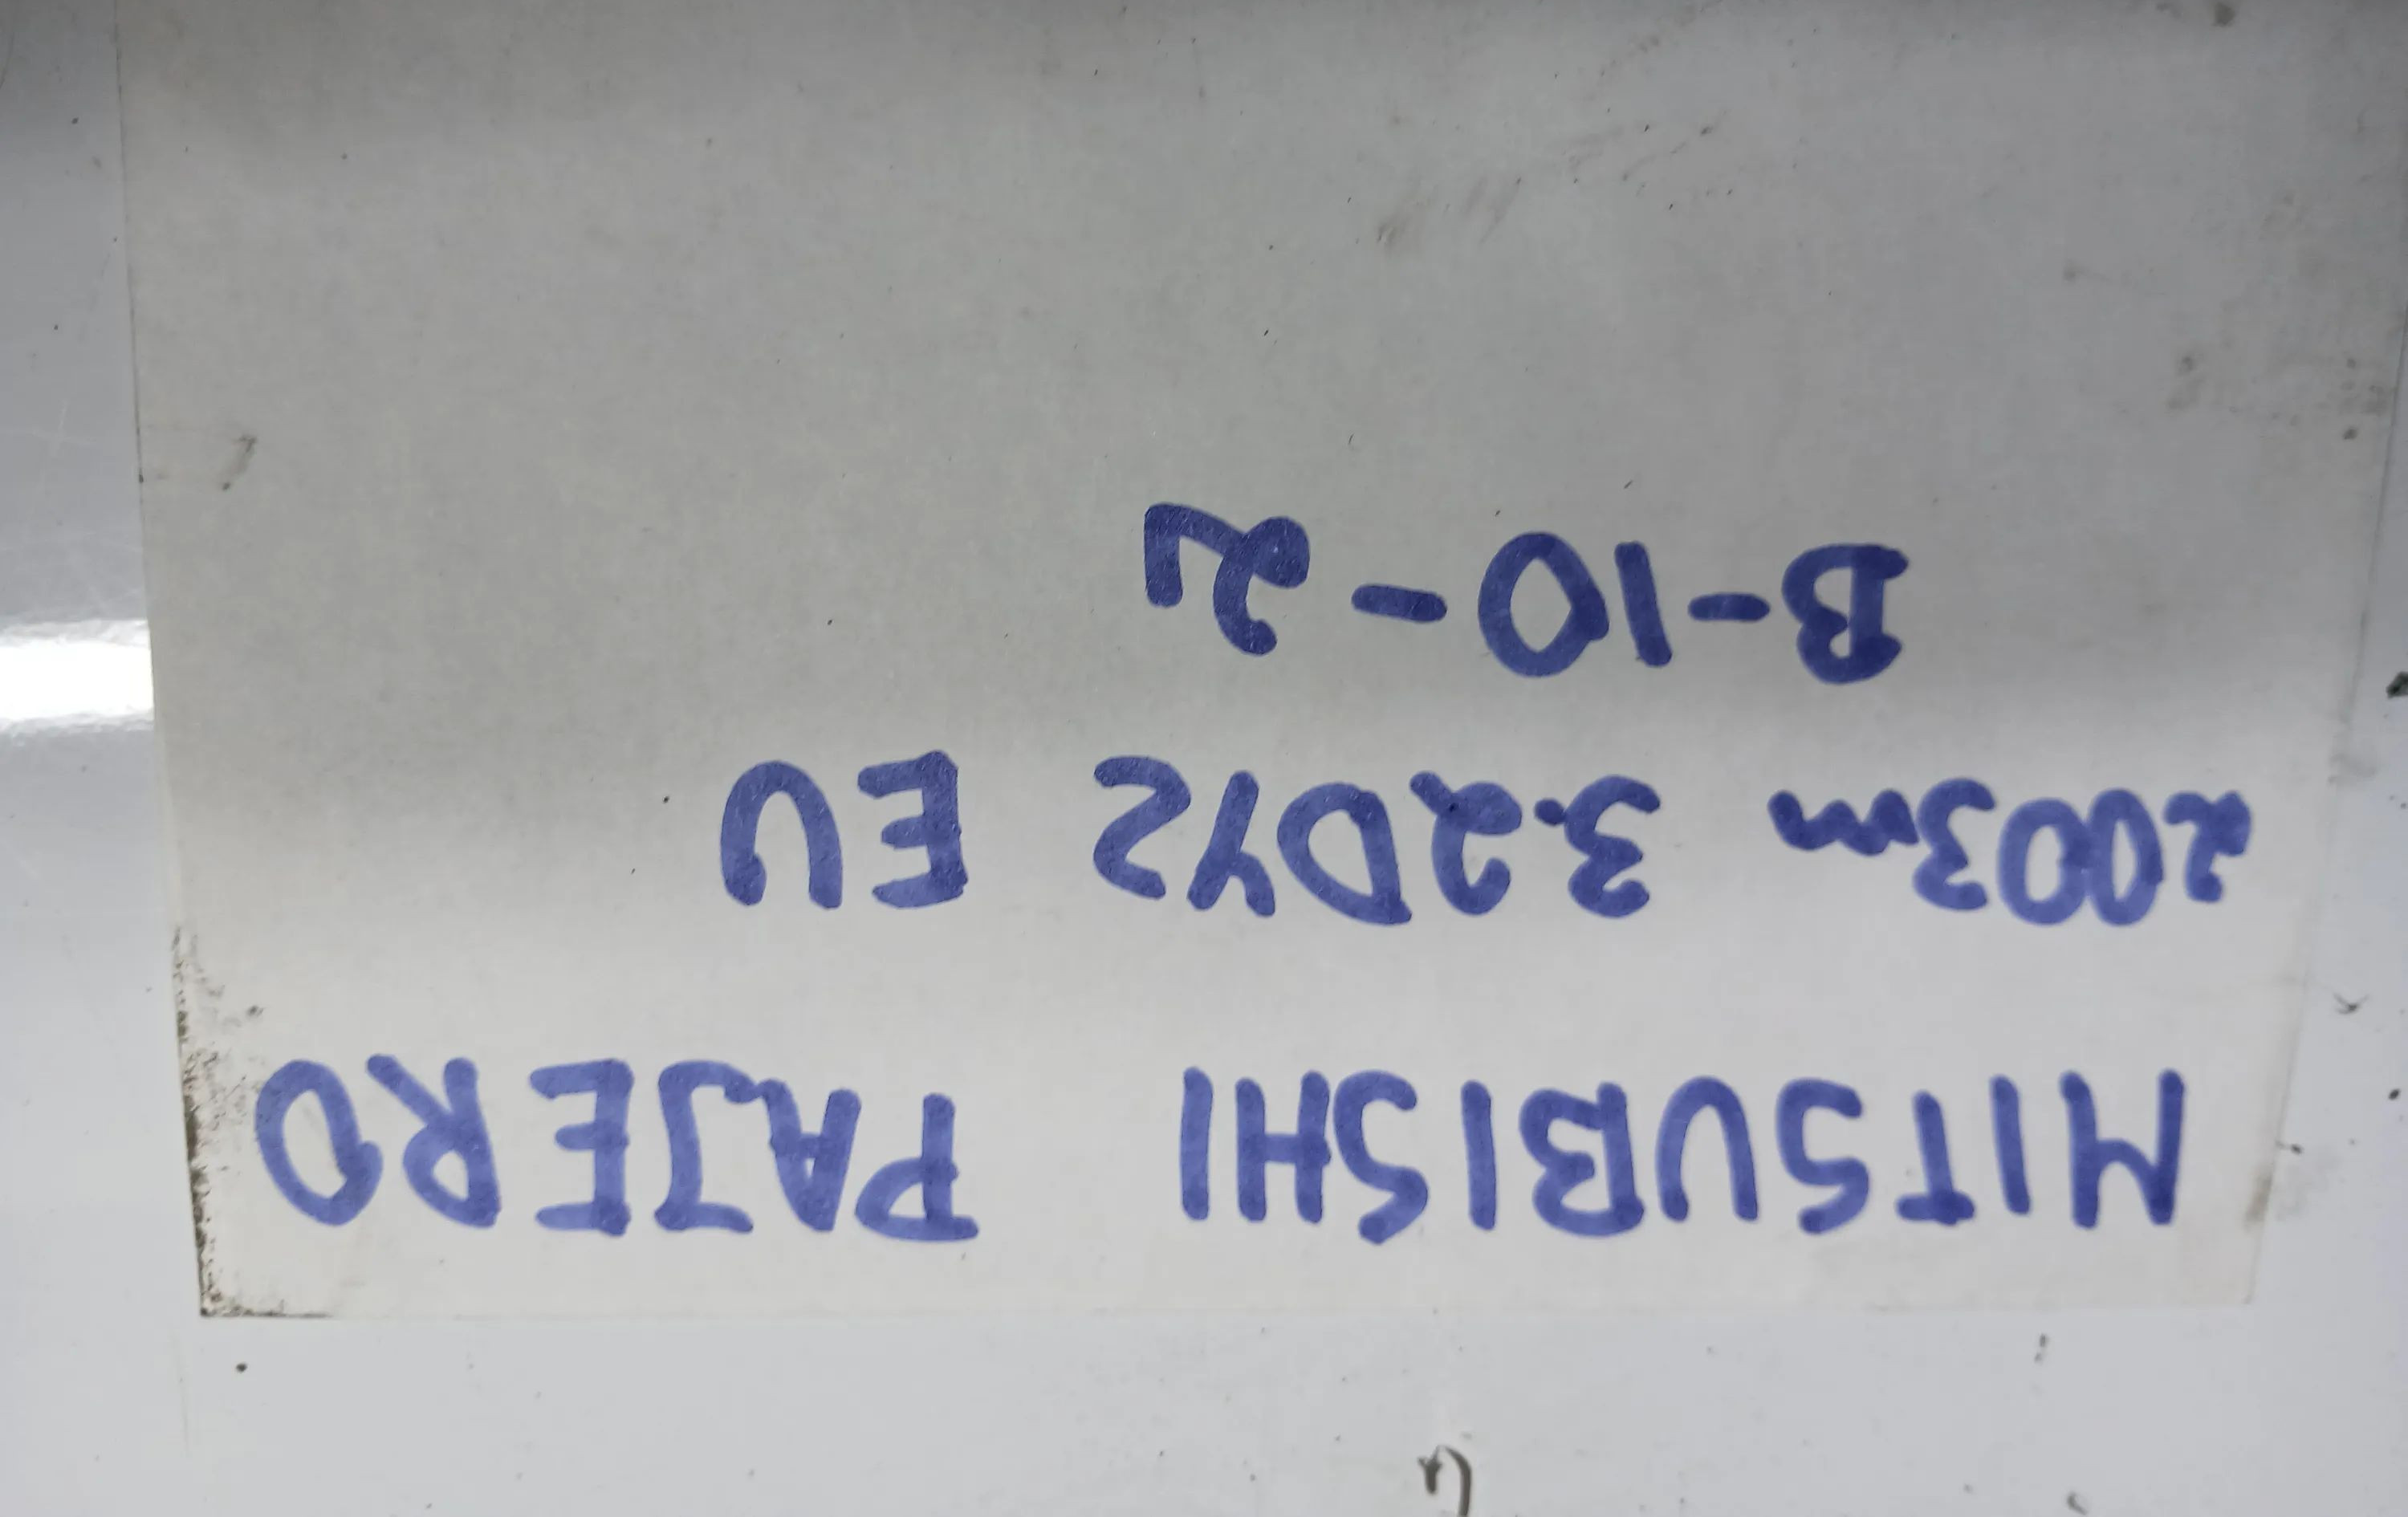 MITSUBISHI PAJERO
2003m 3.2DYZ EU
B-10-2